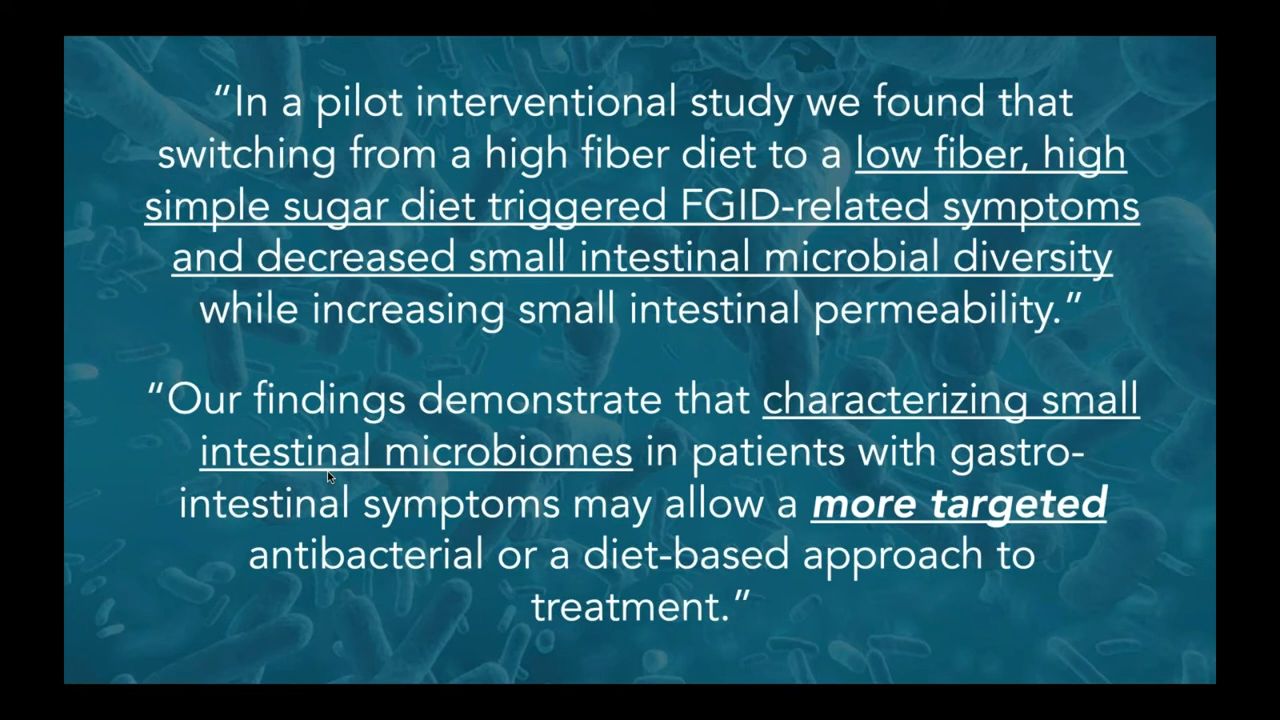 “In a pilot interventional study we found that
switching from a high fiber diet to a low fiber, high
simple sugar diet triggered FGID-related symptoms
and decreased small intestinal microbial diversity
while increasing small intestinal permeability.”
“Our findings demonstrate that characterizing small
intestinal microbiomes in patients with gastro-
intestinal symptoms may allow a more targeted
antibacterial or a diet-based approach to
treatment.”